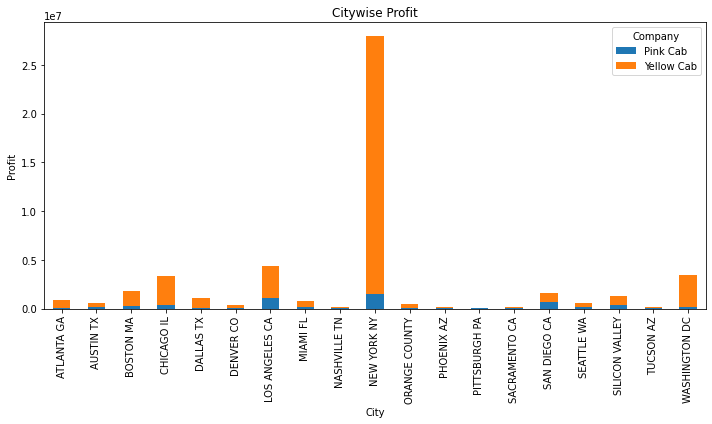 Citywise Profit
1e7
Company
Pink Cab
Yellow Cab
2.5
2.0
1.5
1.0
0.5
0.0
Profit
ATLANTA GA
AUSTIN TX
BOSTON MA
CHICAGO IL
DALLAS TX
DENVER CO
LOS ANGELES CA
MIAMI FL
NASHVILLE TN
NEW YORK NY
ORANGE COUNTY
PHOENIX AZ
PITTSBURGH PA
SACRAMENTO CA
SAN DIEGO CA
SEATTLE WA
SILICON VALLEY
TUCSON AZ
WASHINGTON DC
City